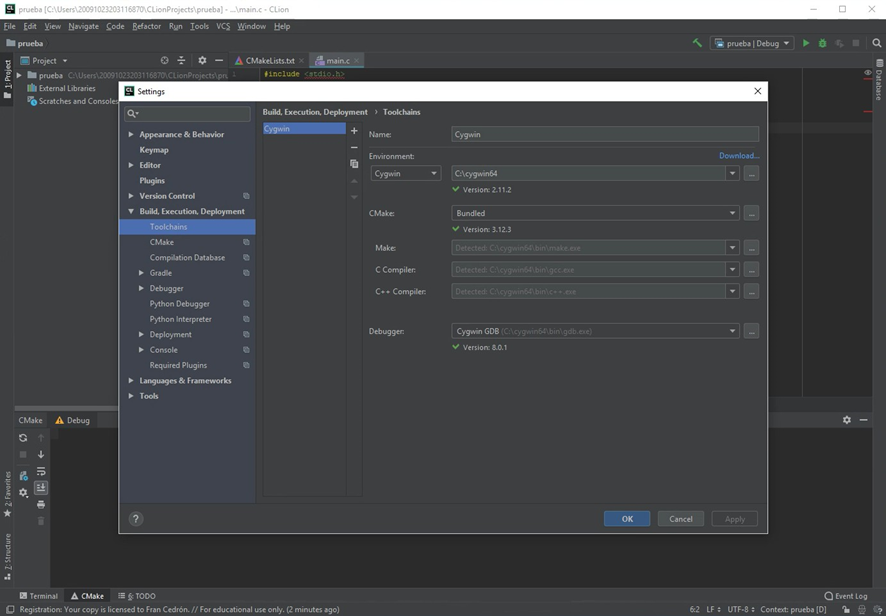 prueba [C:\Users\20091023203116870\CLionProjects\prueba] - ...\main.c - CLion
File Edit View Navigate Code Refactor Run Tools VCS Window Help
prueba
prueba | Debug
Project
CMakeLists.txt
main.c
1: Project
prueba C:\Users\20091023203116870\CLionProjects\pru
1
#include <stdio.h>
External Libraries
Scratches and Consoles
Database
Settings
Build, Execution, Deployment › Toolchains
Appearance & Behavior
Keymap
Editor
Plugins
Version Control
Build, Execution, Deployment
Toolchains
CMake
Compilation Database
Gradle
Debugger
Python Debugger
Python Interpreter
Deployment
Console
Required Plugins
Languages & Frameworks
Tools
Cygwin
Name: Cygwin
Environment: Download...
Cygwin C:\cygwin64 ...
Version: 2.11.2
CMake: Bundled ...
Version: 3.12.3
Make: Detected: C:\cygwin64\bin\make.exe ...
C Compiler: Detected: C:\cygwin64\bin\gcc.exe ...
C++ Compiler: Detected: C:\cygwin64\bin\c++.exe ...
Debugger: Cygwin GDB (C:\cygwin64\bin\gdb.exe) ...
Version: 8.0.1
? OK Cancel Apply
CMake Debug
2: Favorites
Z: Structure
Terminal CMake 6: TODO Event Log
Registration: Your copy is licensed to Fran Cedrón. // For educational use only. (2 minutes ago) 6:2 LF UTF-8 Context: prueba [D]